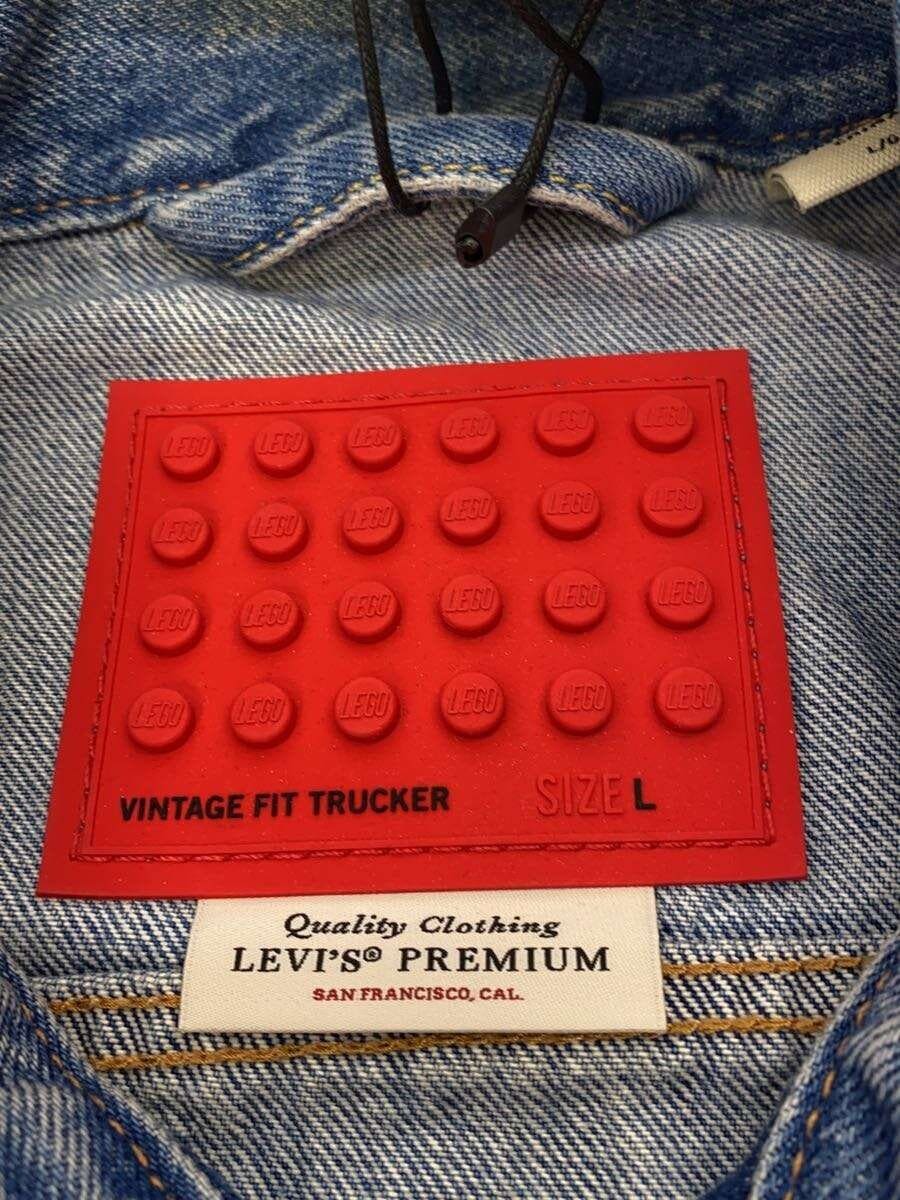 LEGO LEGO LEGO LEGO LEGO LEGO
LEGO LEGO LEGO LEGO LEGO LEGO
LEGO LEGO LEGO LEGO LEGO LEGO
LEGO LEGO LEGO LEGO LEGO LEGO
VINTAGE FIT TRUCKER SIZE L
Quality Clothing
LEVI'S® PREMIUM
SAN FRANCISCO, CAL.